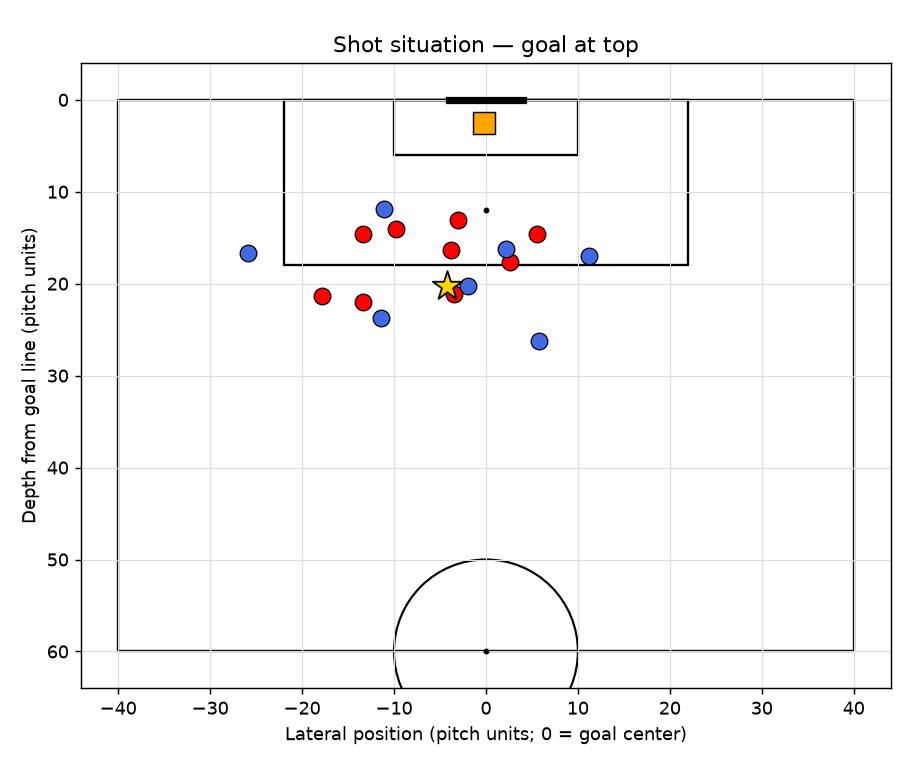 Shot situation — goal at top
0
10
20
30
40
50
60
Depth from goal line (pitch units)
−40 −30 −20 −10 0 10 20 30 40
Lateral position (pitch units; 0 = goal center)